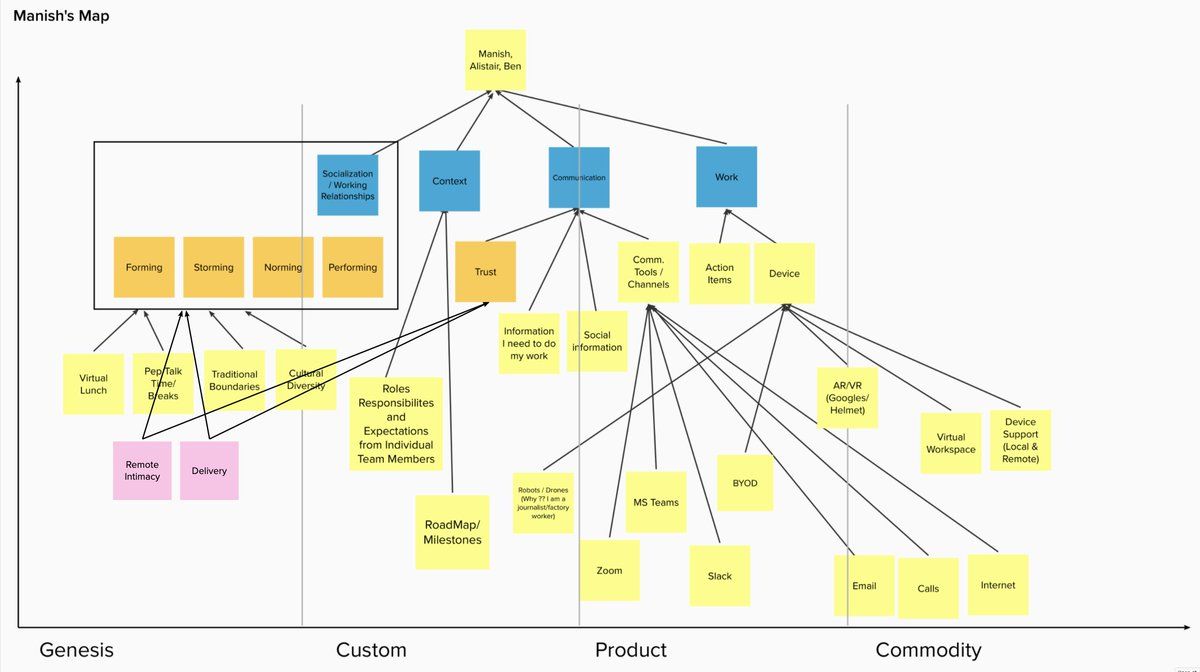 Manish's Map
Manish,
Alistair, Ben
Socialization
/ Working
Relationships
Context
Communication
Work
Forming
Storming
Norming
Performing
Trust
Comm.
Tools /
Channels
Action
Items
Device
Virtual
Lunch
Pep Talk
Time/
Breaks
Traditional
Boundaries
Cultural
Diversity
Information
I need to do
my work
Social
information
Roles
Responsibilites
and
Expectations
from Individual
Team Members
AR/VR
(Googles/
Helmet)
Virtual
Workspace
Device
Support
(Local &
Remote)
Remote
Intimacy
Delivery
Robots / Drones
(Why ?? I am a
journalist/factory
worker)
MS Teams
BYOD
RoadMap/
Milestones
Zoom
Slack
Email
Calls
Internet
Genesis
Custom
Product
Commodity